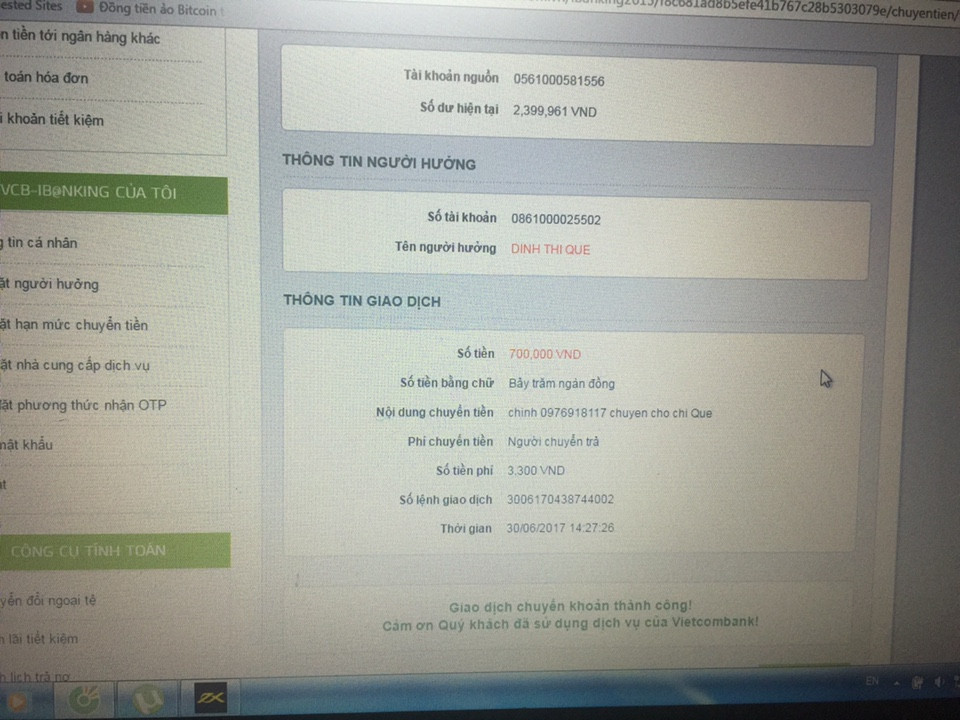 ested Sites
Đồng tiền ảo Bitcoin
banking2015/f8c681ad8b5efe41b767c28b5303079e/chuyentien/
n tiền tới ngân hàng khác
toán hóa đơn
i khoản tiết kiệm
VCB-IB@NKING CỦA TÔI
g tin cá nhân
ặt người hưởng
ặt hạn mức chuyển tiền
ặt nhà cung cấp dịch vụ
ặt phương thức nhận OTP
mật khẩu
CÔNG CỤ TÍNH TOÁN
yển đổi ngoại tệ
lãi tiết kiệm
lịch trả nợ
Tài khoản nguồn 0561000581556
Số dư hiện tại 2,399,961 VND
THÔNG TIN NGƯỜI HƯỞNG
Số tài khoản 0861000025502
Tên người hưởng DINH THI QUE
THÔNG TIN GIAO DỊCH
Số tiền 700,000 VND
Số tiền bằng chữ Bảy trăm ngàn đồng
Nội dung chuyển tiền chinh 0976918117 chuyen cho chi Que
Phí chuyển tiền Người chuyển trả
Số tiền phí 3,300 VND
Số lệnh giao dịch 3006170438744002
Thời gian 30/06/2017 14:27:26
Giao dịch chuyển khoản thành công!
Cảm ơn Quý khách đã sử dụng dịch vụ của Vietcombank!
EN